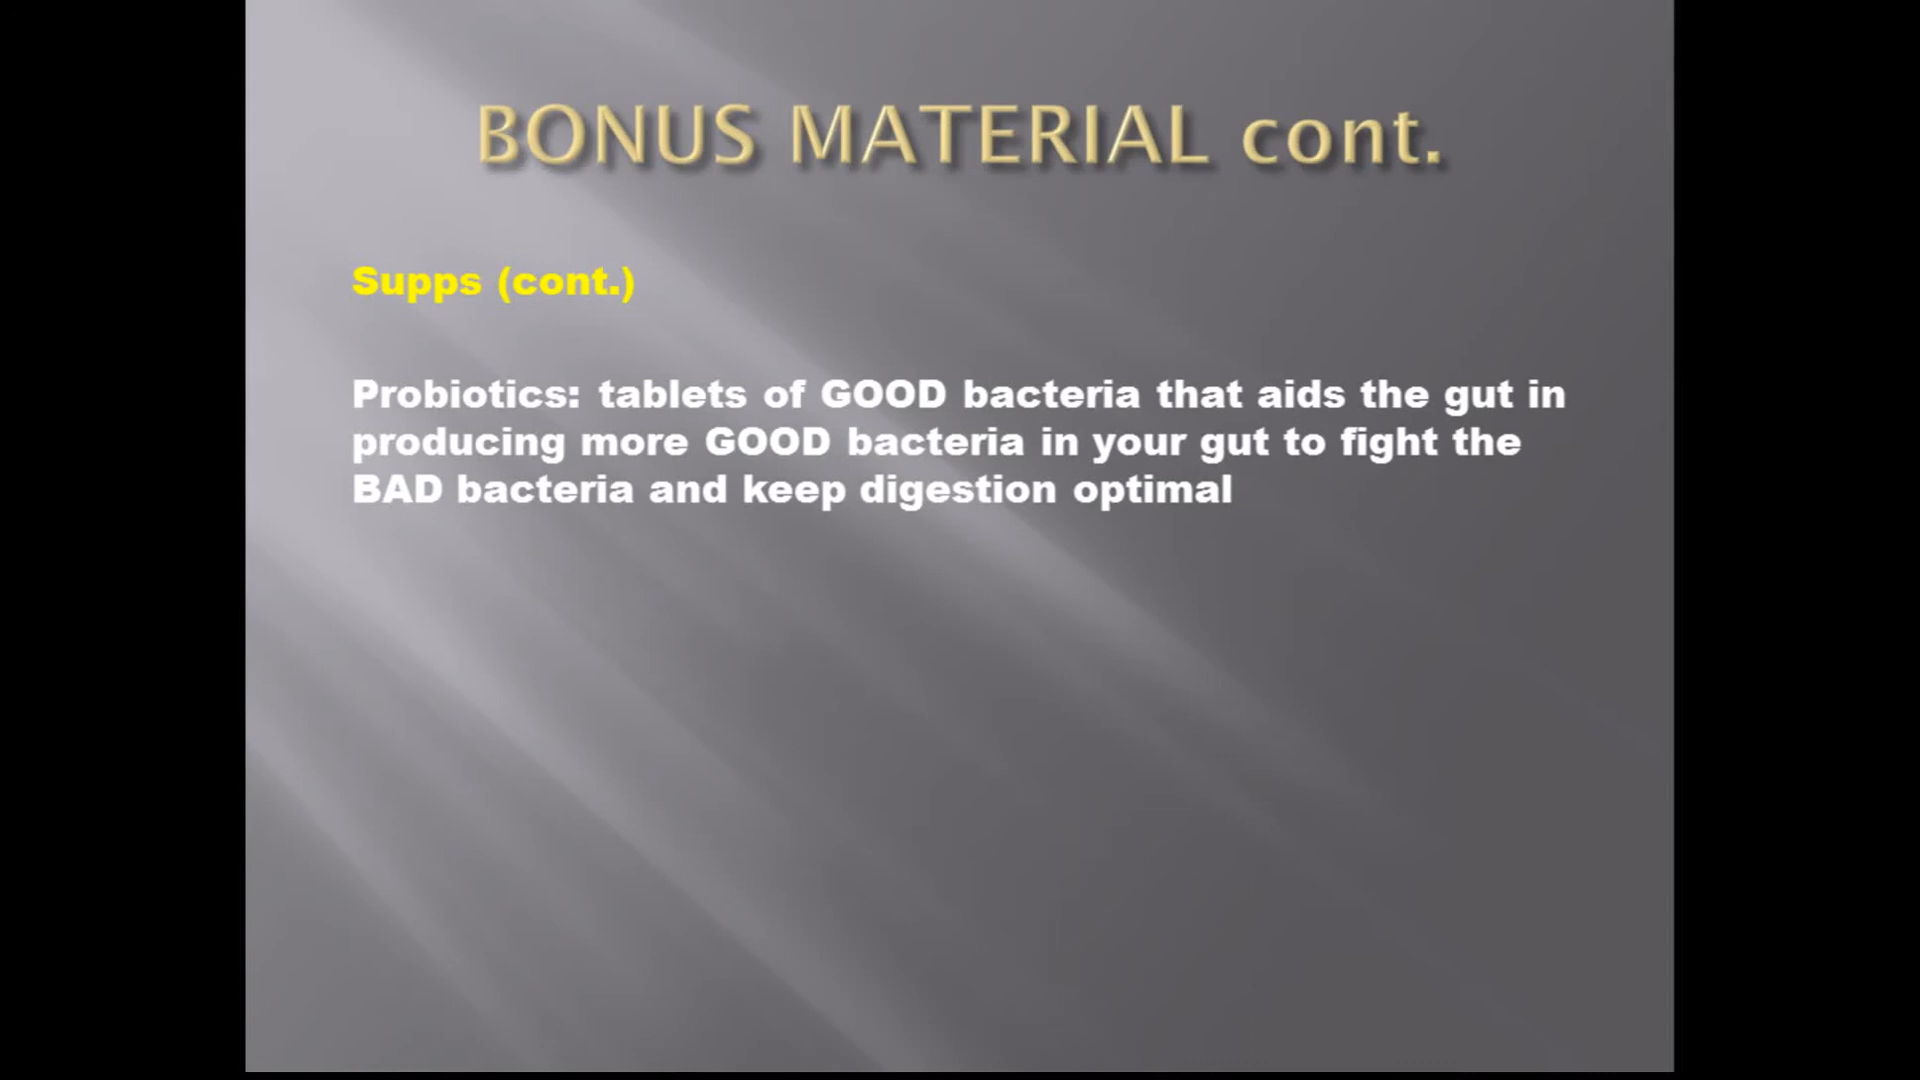 BONUS MATERIAL cont.
Supps (cont.)
Probiotics: tablets of GOOD bacteria that aids the gut in
producing more GOOD bacteria in your gut to fight the
BAD bacteria and keep digestion optimal